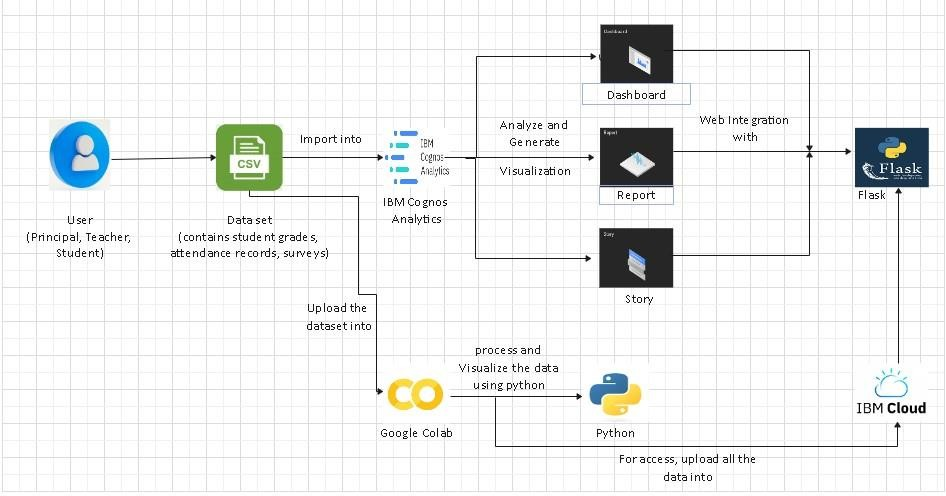 Dashboard
Dashboard
Analyze and
Generate
Visualization
Web Integration
with
Import into
CSV
IBM
Cognos
Analytics
Report
Report
Flask
Flask
User
(Principal, Teacher,
Student)
Data set
(contains student grades,
attendance records, surveys)
IBM Cognos
Analytics
Story
Story
Upload the
dataset into
process and
Visualize the data
using python
Google Colab
Python
IBM Cloud
For access, upload all the
data into